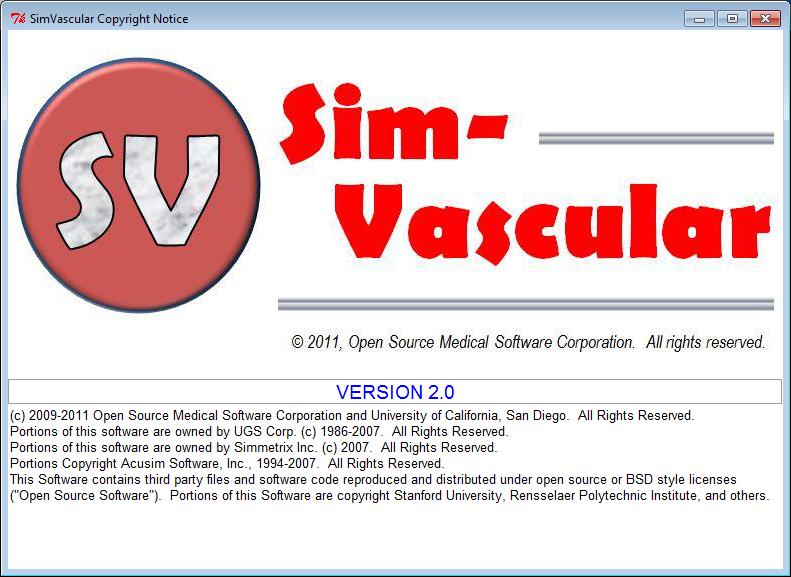 SimVascular Copyright Notice
SV
Sim-
Vascular
© 2011, Open Source Medical Software Corporation.  All rights reserved.
VERSION 2.0
(c) 2009-2011 Open Source Medical Software Corporation and University of California, San Diego.  All Rights Reserved.
Portions of this software are owned by UGS Corp. (c) 1986-2007.  All Rights Reserved.
Portions of this software are owned by Simmetrix Inc. (c) 2007.  All Rights Reserved.
Portions Copyright Acusim Software, Inc., 1994-2007.  All Rights Reserved.
This Software contains third party files and software code reproduced and distributed under open source or BSD style licenses
("Open Source Software").  Portions of this Software are copyright Stanford University, Rensselaer Polytechnic Institute, and others.